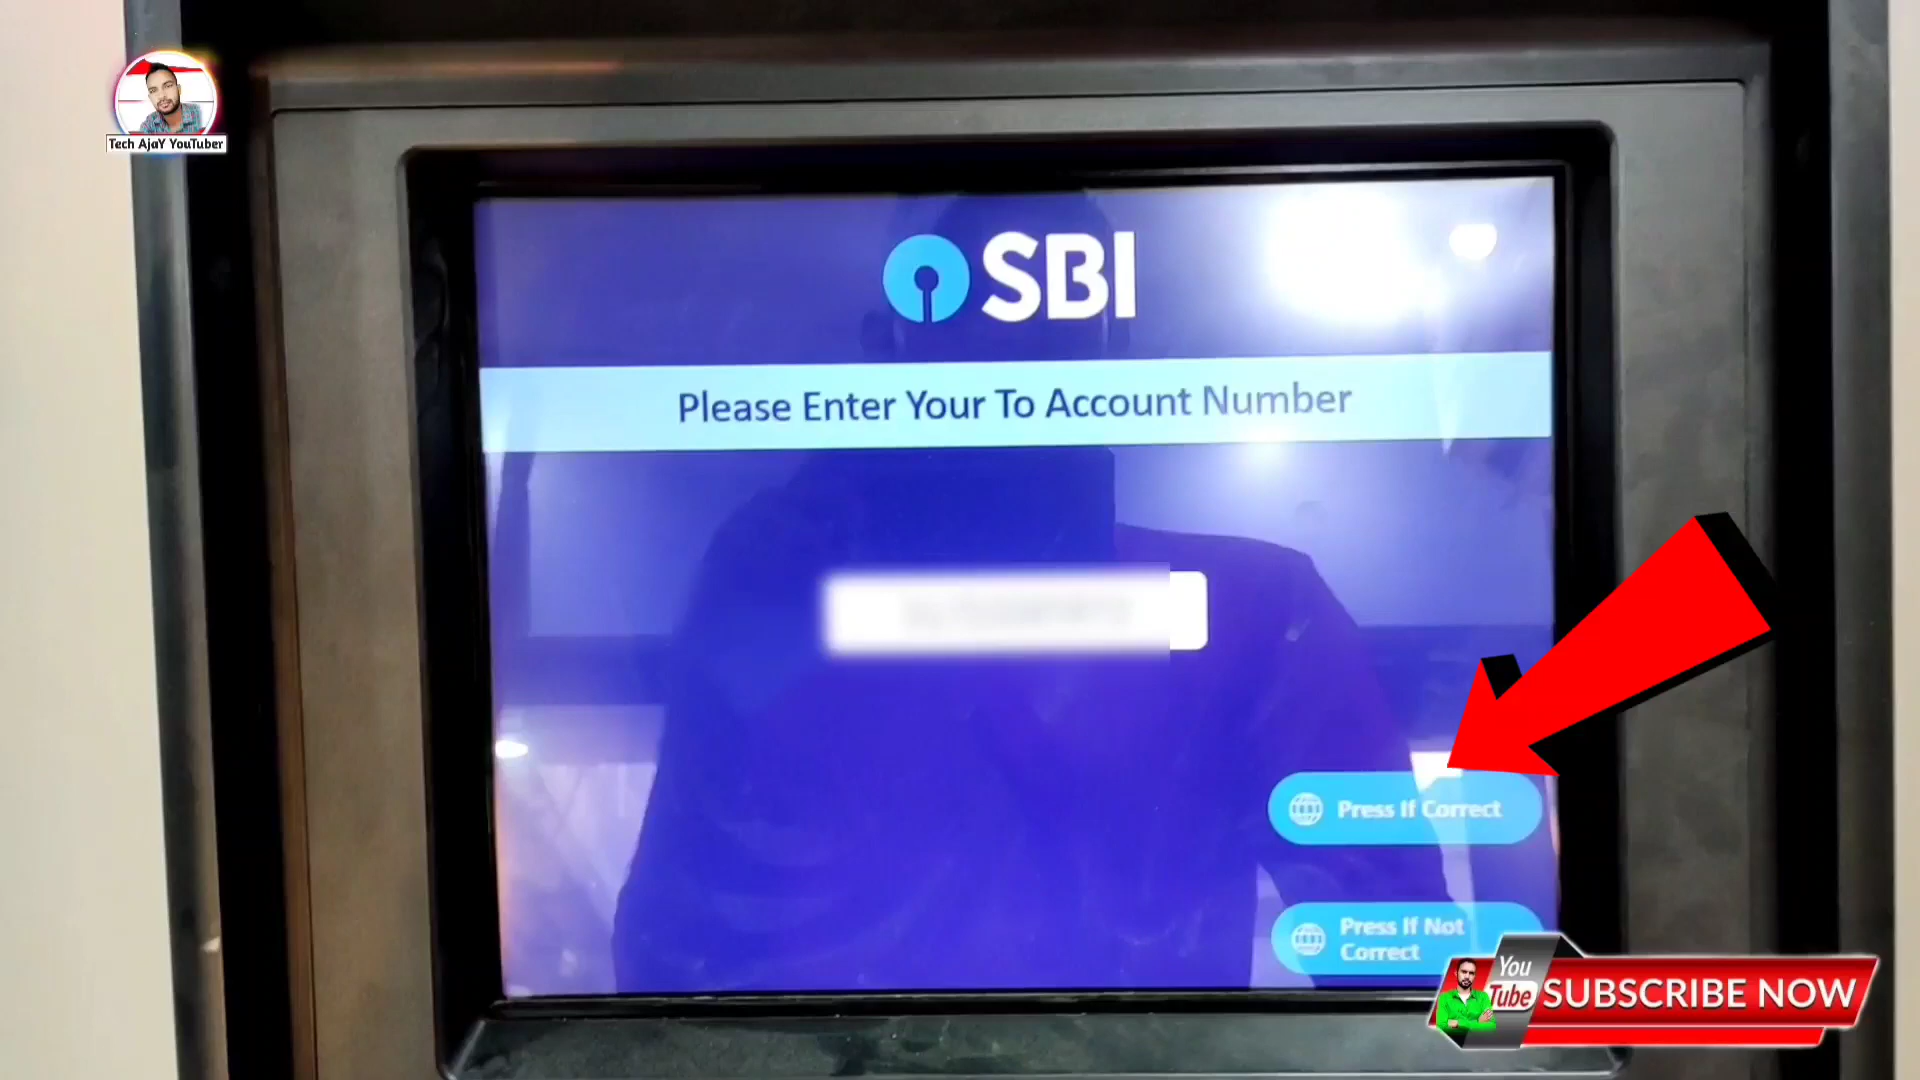 Tech AjaY YouTuber
SBI
Please Enter Your To Account Number
Press If Correct
Press If Not
Correct
You
Tube
SUBSCRIBE NOW